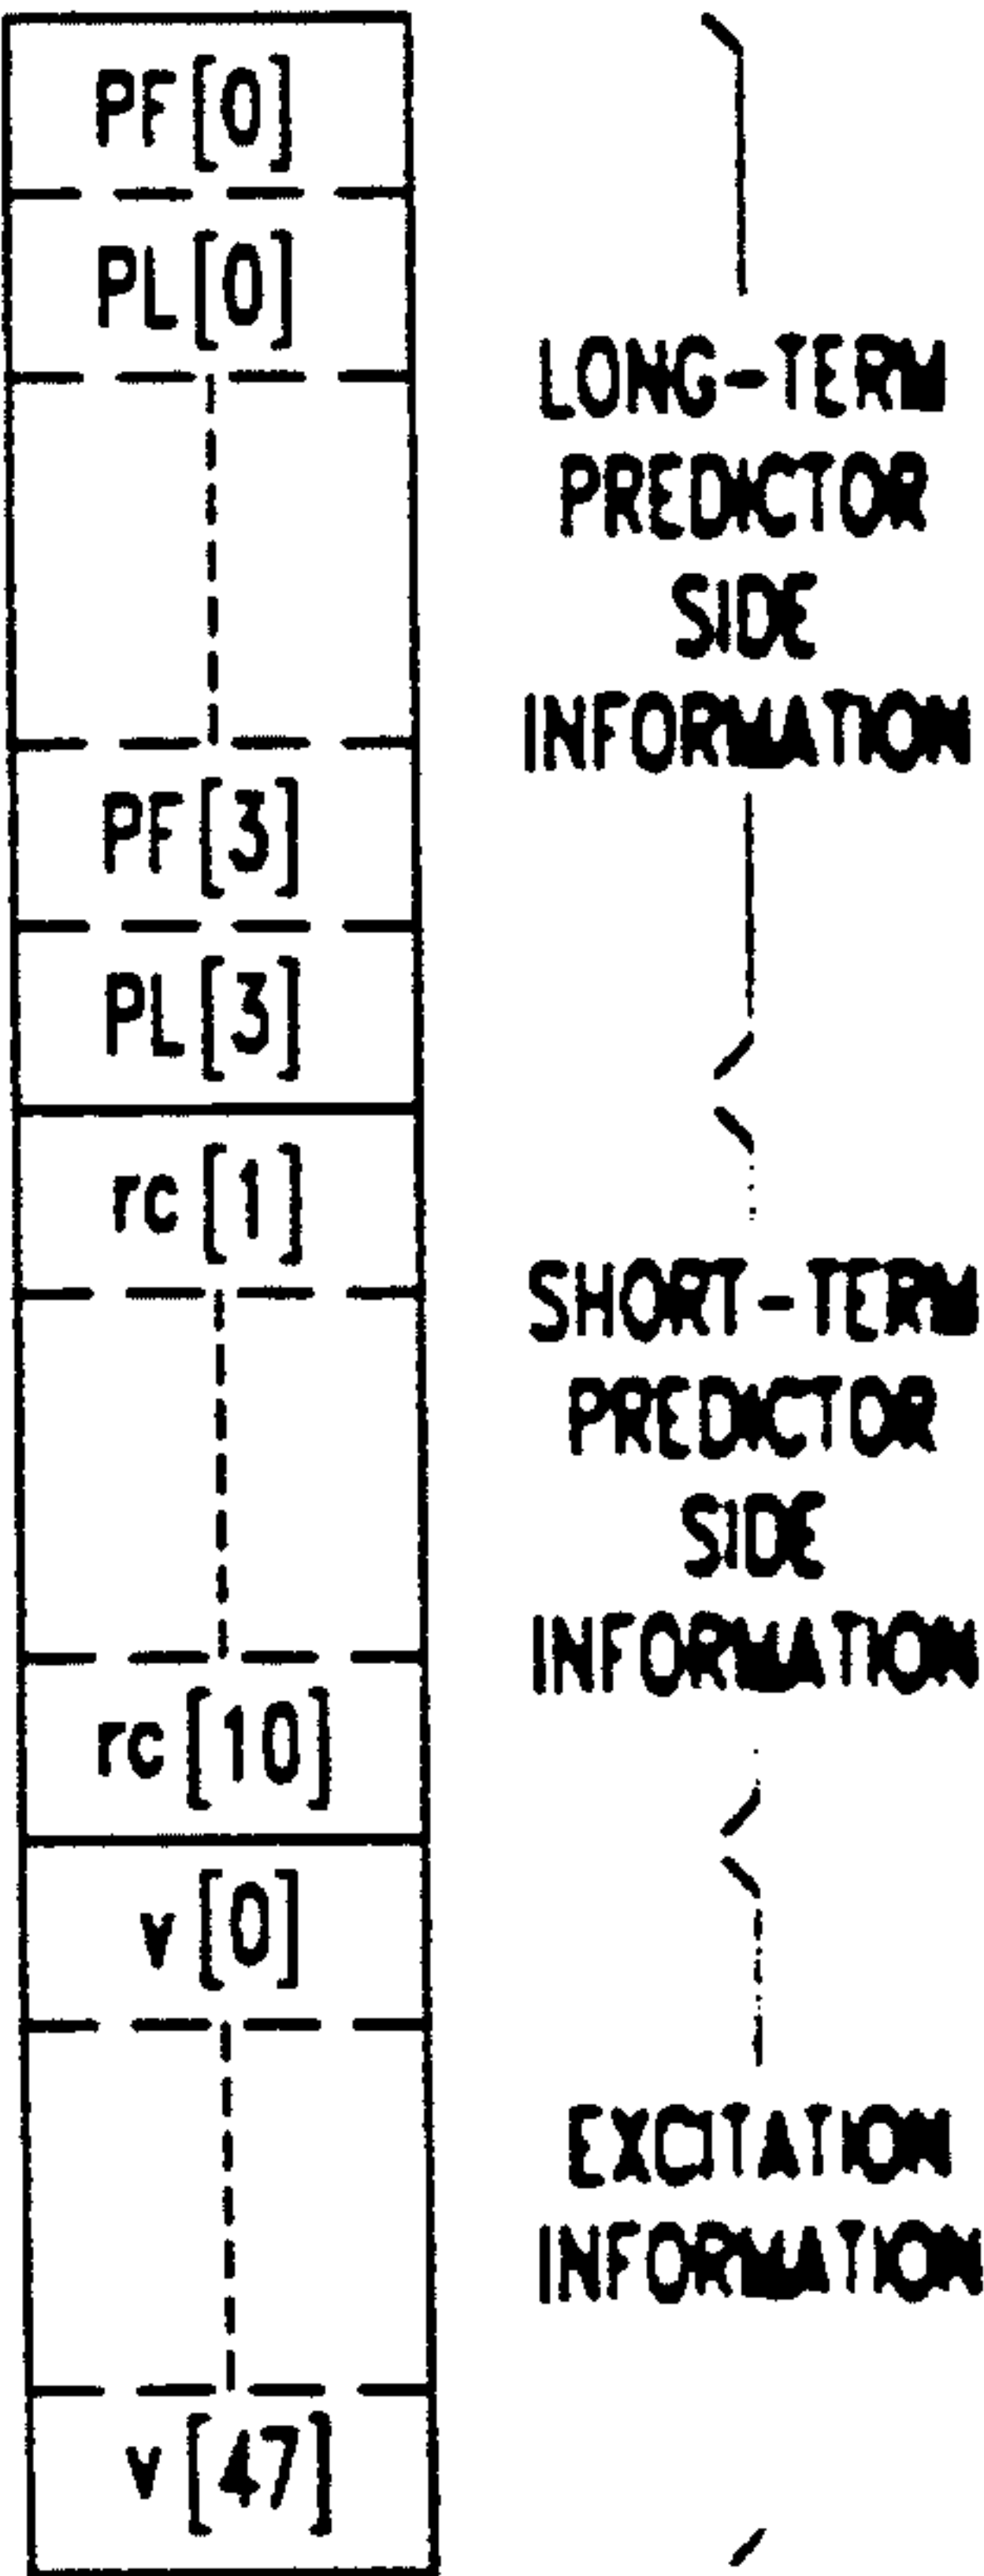 PF[0]
PL[0]
LONG-TERM
PREDICTOR
SIDE
INFORMATION
PF[3]
PL[3]
rc[1]
SHORT-TERM
PREDICTOR
SIDE
INFORMATION
rc[10]
v[0]
EXCITATION
INFORMATION
v[47]